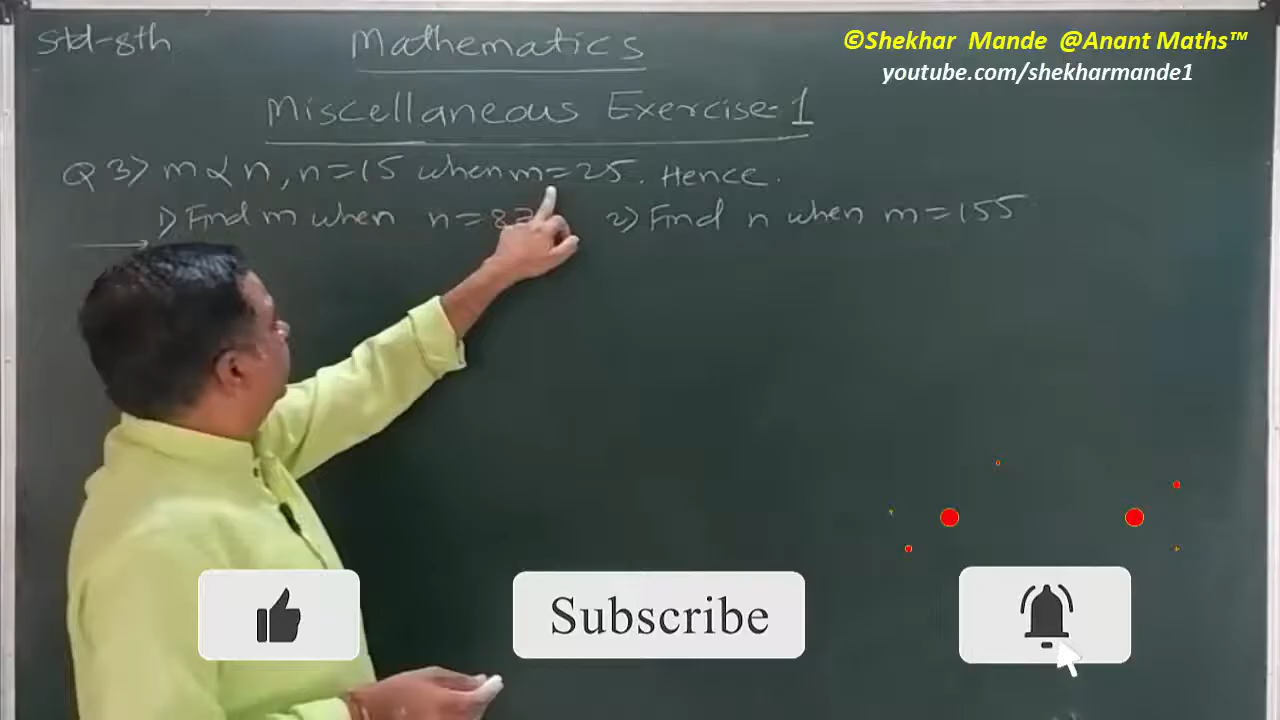 Std-8th
Mathematics
©Shekhar Mande @Anant Maths™
youtube.com/shekharmande1
Miscellaneous Exercise-1
Q 3> m ∝ n, n=15 when m=25. Hence.
1) Find m when n=87 2) Find n when m=155
Subscribe